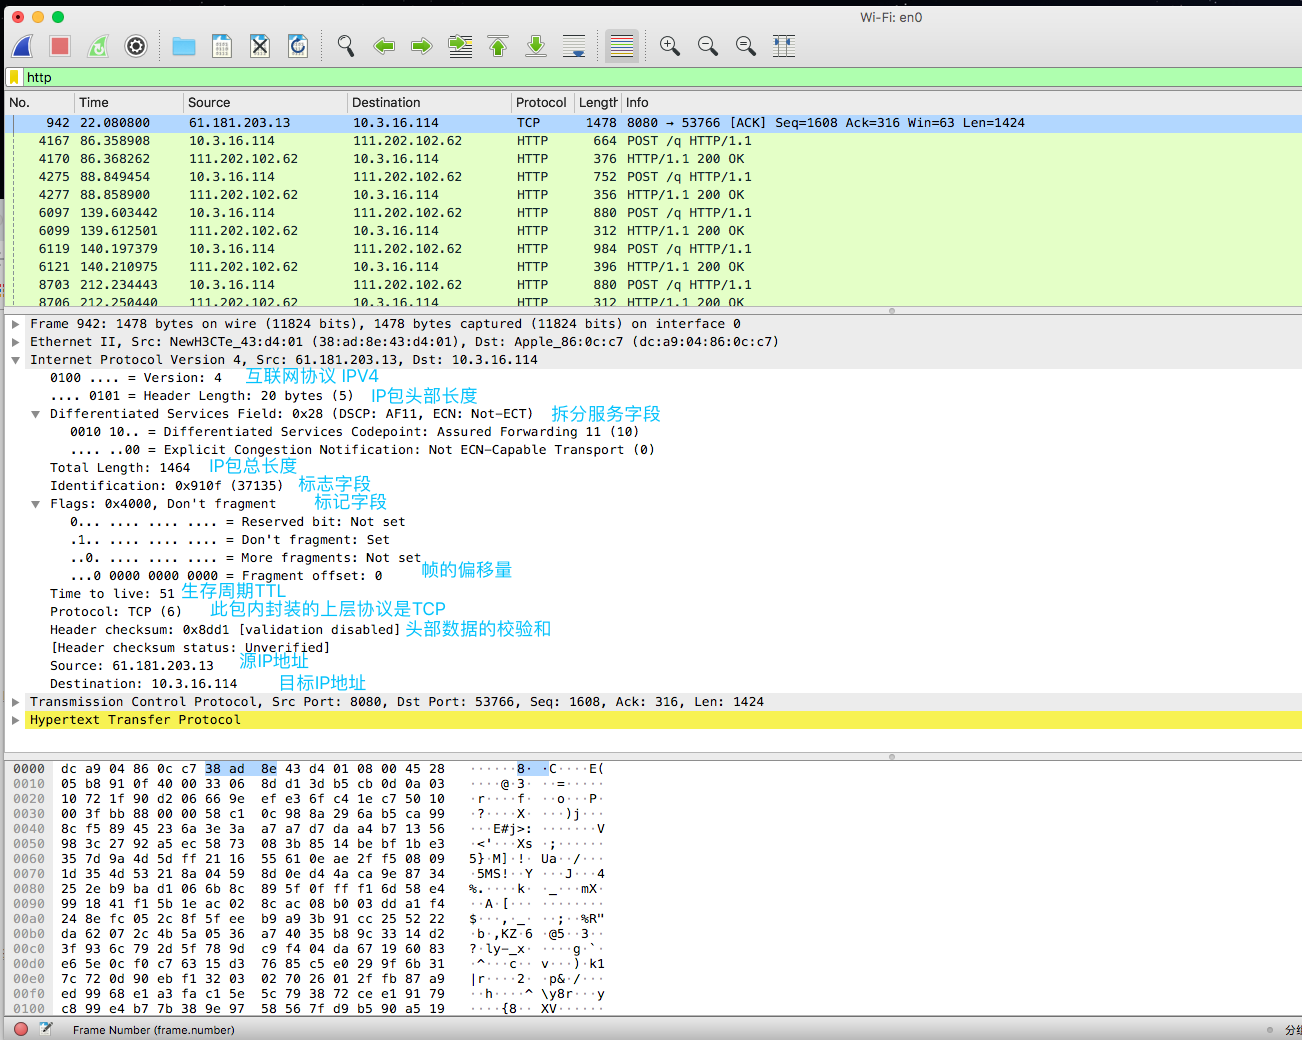 Wi-Fi: en0
http
No. Time Source Destination Protocol Length Info
942 22.080800 61.181.203.13 10.3.16.114 TCP 1478 8080 → 53766 [ACK] Seq=1608 Ack=316 Win=63 Len=1424
4167 86.358908 10.3.16.114 111.202.102.62 HTTP 664 POST /q HTTP/1.1
4170 86.368262 111.202.102.62 10.3.16.114 HTTP 376 HTTP/1.1 200 OK
4275 88.849454 10.3.16.114 111.202.102.62 HTTP 752 POST /q HTTP/1.1
4277 88.858900 111.202.102.62 10.3.16.114 HTTP 356 HTTP/1.1 200 OK
6097 139.603442 10.3.16.114 111.202.102.62 HTTP 880 POST /q HTTP/1.1
6099 139.612501 111.202.102.62 10.3.16.114 HTTP 312 HTTP/1.1 200 OK
6119 140.197379 10.3.16.114 111.202.102.62 HTTP 984 POST /q HTTP/1.1
6121 140.210975 111.202.102.62 10.3.16.114 HTTP 396 HTTP/1.1 200 OK
8703 212.234443 10.3.16.114 111.202.102.62 HTTP 880 POST /q HTTP/1.1
8706 212.250440 111.202.102.62 10.3.16.114 HTTP 312 HTTP/1.1 200 OK
Frame 942: 1478 bytes on wire (11824 bits), 1478 bytes captured (11824 bits) on interface 0
Ethernet II, Src: NewH3CTe_43:d4:01 (38:ad:8e:43:d4:01), Dst: Apple_86:0c:c7 (dc:a9:04:86:0c:c7)
Internet Protocol Version 4, Src: 61.181.203.13, Dst: 10.3.16.114
0100 .... = Version: 4 互联网协议 IPV4
.... 0101 = Header Length: 20 bytes (5) IP包头部长度
Differentiated Services Field: 0x28 (DSCP: AF11, ECN: Not-ECT) 拆分服务字段
0010 10.. = Differentiated Services Codepoint: Assured Forwarding 11 (10)
.... ..00 = Explicit Congestion Notification: Not ECN-Capable Transport (0)
Total Length: 1464 IP包总长度
Identification: 0x910f (37135) 标志字段
Flags: 0x4000, Don't fragment 标记字段
0... .... .... .... = Reserved bit: Not set
.1.. .... .... .... = Don't fragment: Set
..0. .... .... .... = More fragments: Not set
...0 0000 0000 0000 = Fragment offset: 0 帧的偏移量
Time to live: 51 生存周期TTL
Protocol: TCP (6) 此包内封装的上层协议是TCP
Header checksum: 0x8dd1 [validation disabled] 头部数据的校验和
[Header checksum status: Unverified]
Source: 61.181.203.13 源IP地址
Destination: 10.3.16.114 目标IP地址
Transmission Control Protocol, Src Port: 8080, Dst Port: 53766, Seq: 1608, Ack: 316, Len: 1424
Hypertext Transfer Protocol
0000 dc a9 04 86 0c c7 38 ad 8e 43 d4 01 08 00 45 28 ······8· ·C····E(
0010 05 b8 91 0f 40 00 33 06 8d d1 3d b5 cb 0d 0a 03 ····@·3· ··=·····
0020 10 72 1f 90 d2 06 66 9e ef e3 6f c4 1e c7 50 10 ·r····f· ··o···P·
0030 00 3f bb 88 00 00 58 c1 0c 98 8a 29 6a b5 ca 99 ·?····X· ···)j···
0040 8c f5 89 45 23 6a 3e 3a a7 a7 d7 da a4 b7 13 56 ···E#j>: ·······V
0050 98 3c 27 92 a5 ec 58 73 08 3b 85 14 be bf 1b e3 ·<'···Xs ·;······
0060 35 7d 9a 4d 5d ff 21 16 55 61 0e ae 2f f5 08 09 5}·M]·!· Ua··/···
0070 1d 35 4d 53 21 8a 04 59 8d 0e d4 4a ca 9e 87 34 ·5MS!··Y ···J···4
0080 25 2e b9 ba d1 06 6b 8c 89 5f 0f ff f1 6d 58 e4 %.····k· ·_···mX·
0090 99 18 41 f1 5b 1e ac 02 8c ac 08 b0 03 dd a1 f4 ··A·[··· ········
00a0 24 8e fc 05 2c 8f 5f ee b9 a9 3b 91 cc 25 52 22 $···,·_· ··;··%R"
00b0 da 62 07 2c 4b 5a 05 36 a7 40 35 b8 9c 33 14 d2 ·b·,KZ·6 ·@5··3··
00c0 3f 93 6c 79 2d 5f 78 9d c9 f4 04 da 67 19 60 83 ?·ly-_x· ····g·`·
00d0 e6 5e 0c f0 c7 63 15 d3 76 85 c5 e0 29 9f 6b 31 ·^···c·· v···)·k1
00e0 7c 72 0d 90 eb f1 32 03 02 70 26 01 2f fb 87 a9 |r····2· ·p&·/···
00f0 ed 99 68 e1 a3 fa c1 5e 5c 79 38 72 ce e1 91 79 ··h····^ \y8r···y
0100 c8 99 e4 b7 7b 38 9e 97 58 56 7f d9 b5 90 a5 19 ····{8·· XV······
Frame Number (frame.number)
分组